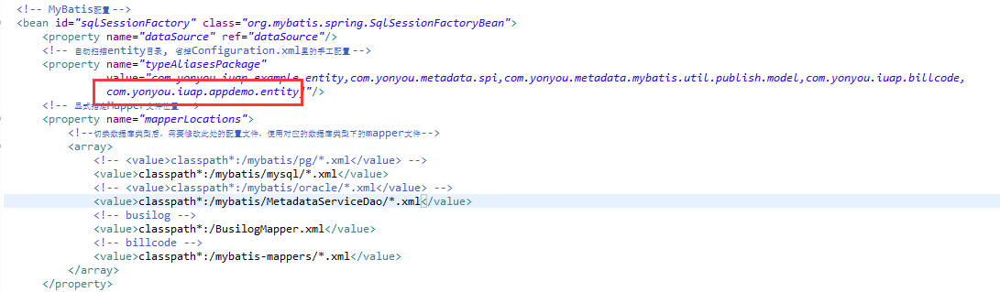 <!-- MyBatis配置 -->
<bean id="sqlSessionFactory" class="org.mybatis.spring.SqlSessionFactoryBean">
<property name="dataSource" ref="dataSource"/>
<!-- 自动扫描entity目录, 省掉Configuration.xml里的手工配置 -->
<property name="typeAliasesPackage"
value="com.yonyou.iuap.example.entity,com.yonyou.metadata.spi,com.yonyou.metadata.mybatis.util.publish.model,com.yonyou.iuap.billcode,
com.yonyou.iuap.appdemo.entity"/>
<!-- 显式指定Mapper文件位置 -->
<property name="mapperLocations">
<!--切换数据库类型后，需要修改此处的配置文件，使用对应的数据库类型下的mapper文件-->
<array>
<!-- <value>classpath*:/mybatis/pg/*.xml</value> -->
<value>classpath*:/mybatis/mysql/*.xml</value>
<!-- <value>classpath*:/mybatis/oracle/*.xml</value> -->
<value>classpath*:/mybatis/MetadataServiceDao/*.xml</value>
<!-- busilog -->
<value>classpath*:/BusilogMapper.xml</value>
<!-- billcode -->
<value>classpath*:/mybatis-mappers/*.xml</value>
</array>
</property>